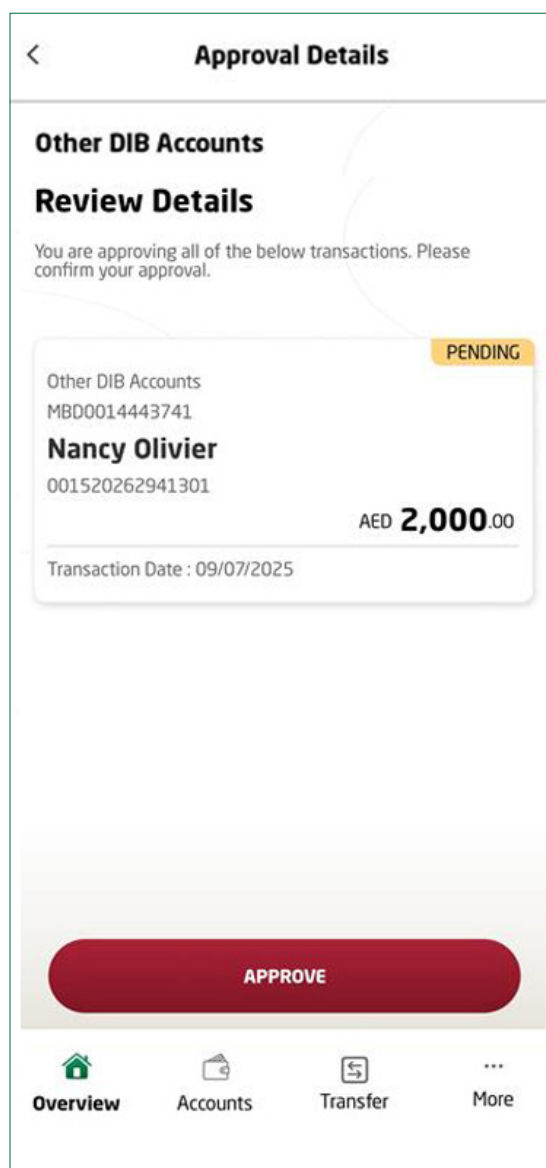 Approval Details
Other DIB Accounts
Review Details
You are approving all of the below transactions. Please
confirm your approval.
PENDING
Other DIB Accounts
MBD0014443741
Nancy Olivier
001520262941301
AED 2,000.00
Transaction Date : 09/07/2025
APPROVE
Overview Accounts Transfer More